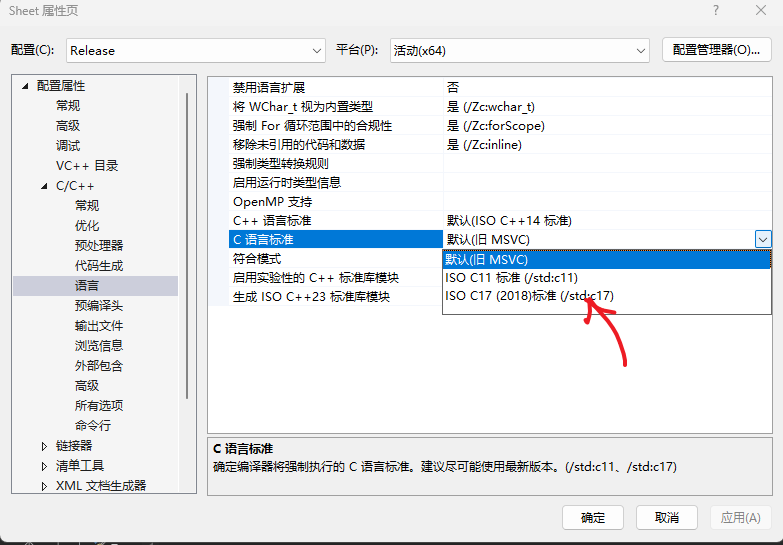 Sheet 属性页
?
配置(C):
Release
平台(P):
活动(x64)
配置管理器(O)...
配置属性
常规
高级
调试
VC++ 目录
C/C++
常规
优化
预处理器
代码生成
语言
预编译头
输出文件
浏览信息
外部包含
高级
所有选项
命令行
链接器
清单工具
XML 文档生成器
禁用语言扩展 否
将 WChar_t 视为内置类型 是 (/Zc:wchar_t)
强制 For 循环范围中的合规性 是 (/Zc:forScope)
移除未引用的代码和数据 是 (/Zc:inline)
强制类型转换规则
启用运行时类型信息
OpenMP 支持
C++ 语言标准 默认(ISO C++14 标准)
C 语言标准 默认(旧 MSVC)
符合模式
启用实验性的 C++ 标准库模块
生成 ISO C++23 标准库模块
默认(旧 MSVC)
ISO C11 标准 (/std:c11)
ISO C17 (2018)标准 (/std:c17)
C 语言标准
确定编译器将强制执行的 C 语言标准。建议尽可能使用最新版本。(/std:c11、/std:c17)
确定
取消
应用(A)